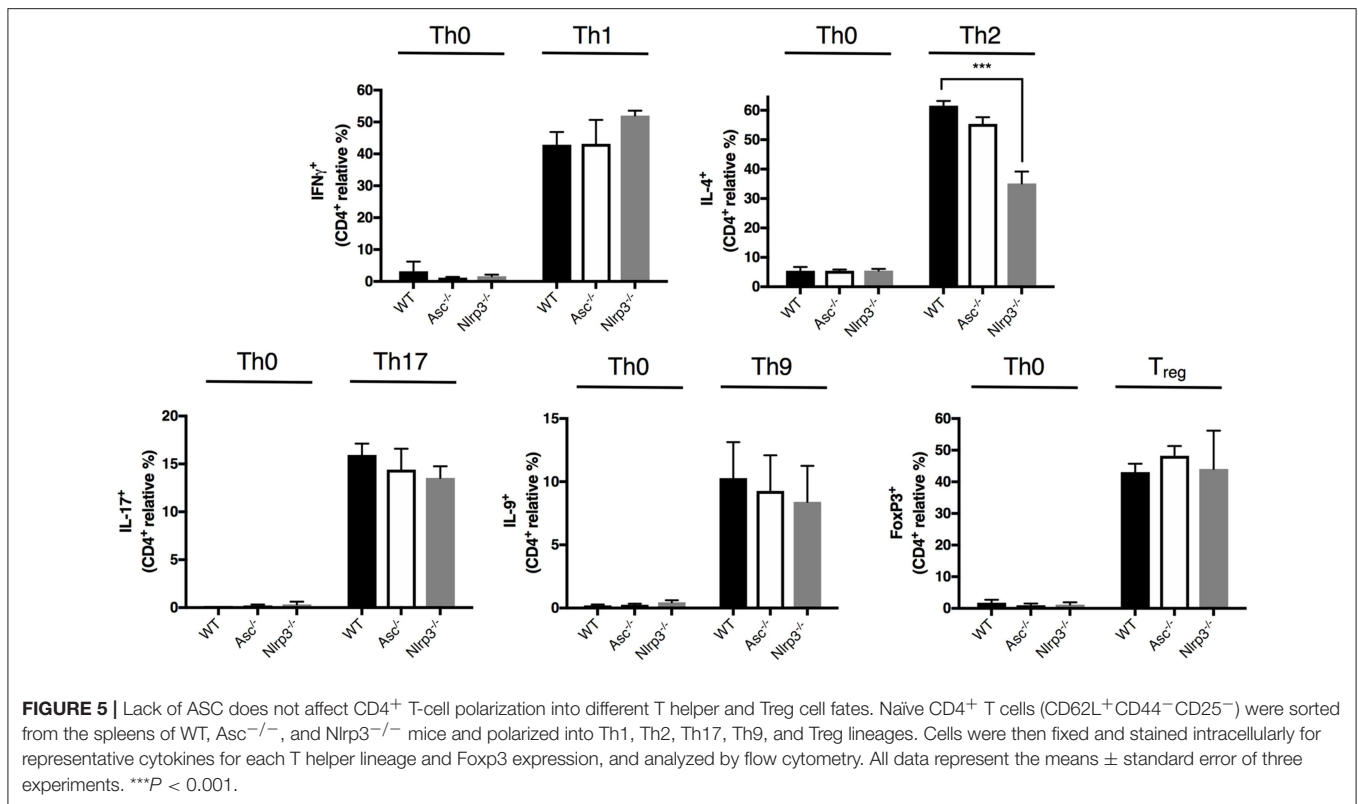 Th0 Th1
IFNγ+
(CD4+ relative %)
60
50
40
30
20
10
0
WT Asc-/- Nlrp3-/- WT Asc-/- Nlrp3-/-
Th0 Th2
***
IL-4+
(CD4+ relative %)
60
50
40
30
20
10
0
WT Asc-/- Nlrp3-/- WT Asc-/- Nlrp3-/-
Th0 Th17
IL-17+
(CD4+ relative %)
20
15
10
5
0
WT Asc-/- Nlrp3-/- WT Asc-/- Nlrp3-/-
Th0 Th9
IL-9+
(CD4+ relative %)
15
10
5
0
WT Asc-/- Nlrp3-/- WT Asc-/- Nlrp3-/-
Th0 Treg
FoxP3+
(CD4+ relative %)
60
50
40
30
20
10
0
WT Asc-/- Nlrp3-/- WT Asc-/- Nlrp3-/-
FIGURE 5 | Lack of ASC does not affect CD4+ T-cell polarization into different T helper and Treg cell fates. Naïve CD4+ T cells (CD62L+CD44−CD25−) were sorted
from the spleens of WT, Asc−/−, and Nlrp3−/− mice and polarized into Th1, Th2, Th17, Th9, and Treg lineages. Cells were then fixed and stained intracellularly for
representative cytokines for each T helper lineage and Foxp3 expression, and analyzed by flow cytometry. All data represent the means ± standard error of three
experiments. ***P < 0.001.